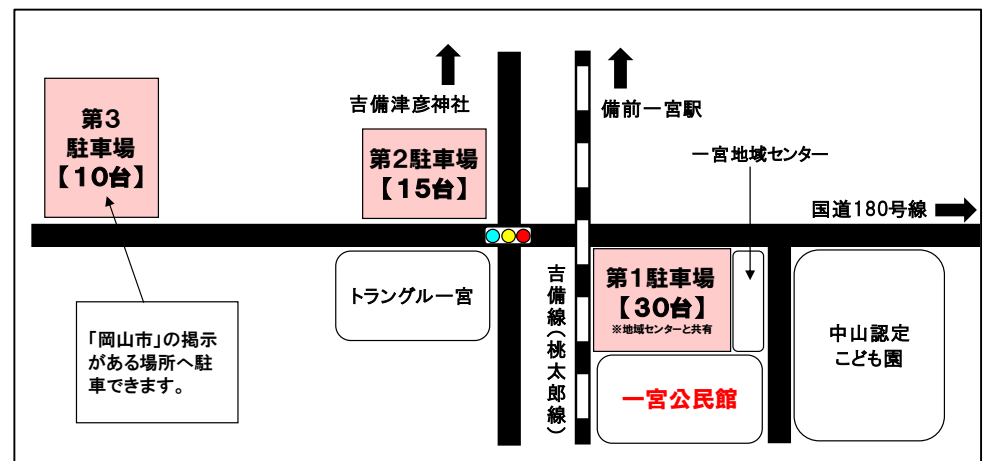 吉備津彦神社
備前一宮駅
第３
駐車場
【１０台】
第２駐車場
【１５台】
一宮地域センター
国道180号線
トラングル一宮
吉備線(桃太郎線)
第１駐車場
【３０台】
※地域センターと共有
中山認定
こども園
「岡山市」の掲示
がある場所へ駐
車できます。
一宮公民館